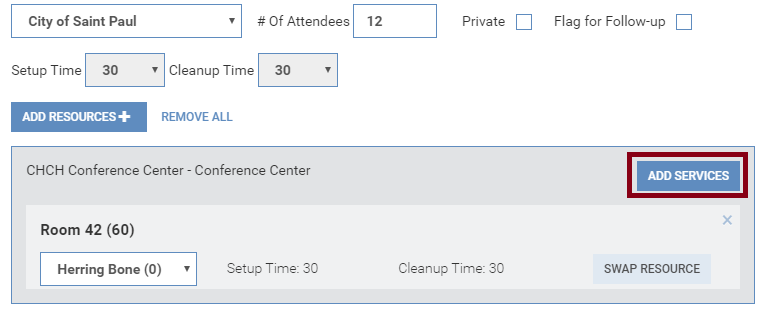 City of Saint Paul # Of Attendees 12 Private Flag for Follow-up
Setup Time 30 Cleanup Time 30
ADD RESOURCES+ REMOVE ALL
CHCH Conference Center - Conference Center ADD SERVICES
Room 42 (60) ×
Herring Bone (0) Setup Time: 30 Cleanup Time: 30 SWAP RESOURCE